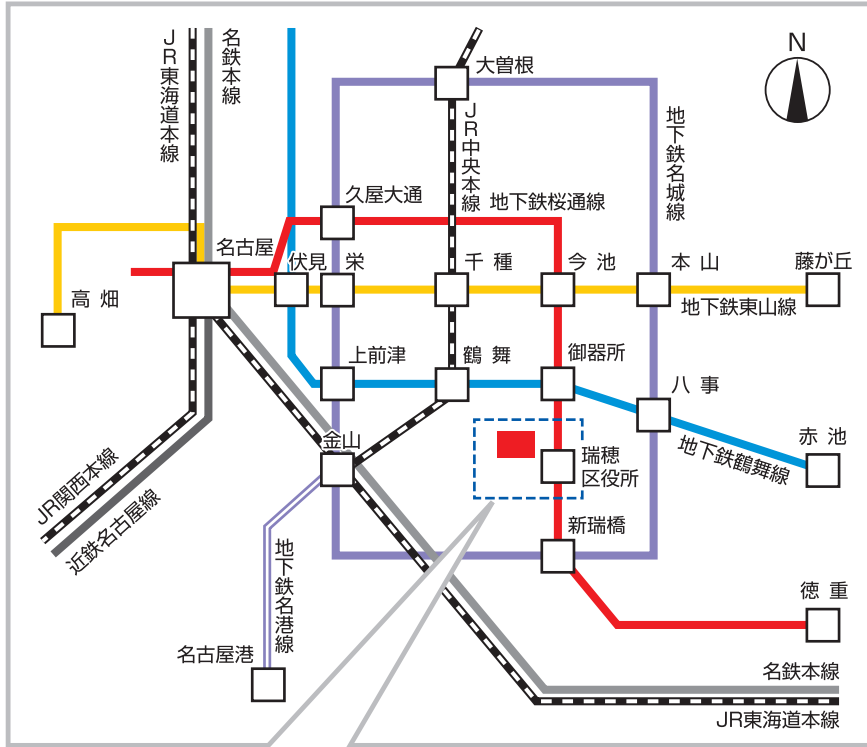 JR東海道本線
名鉄本線
大曽根
N
JR中央本線
地下鉄名城線
久屋大通
地下鉄桜通線
名古屋
伏見
栄
千種
今池
本山
藤が丘
高畑
地下鉄東山線
上前津
鶴舞
御器所
八事
金山
瑞穂
区役所
地下鉄鶴舞線
赤池
JR関西本線
近鉄名古屋線
新瑞橋
地下鉄名港線
徳重
名古屋港
名鉄本線
JR東海道本線